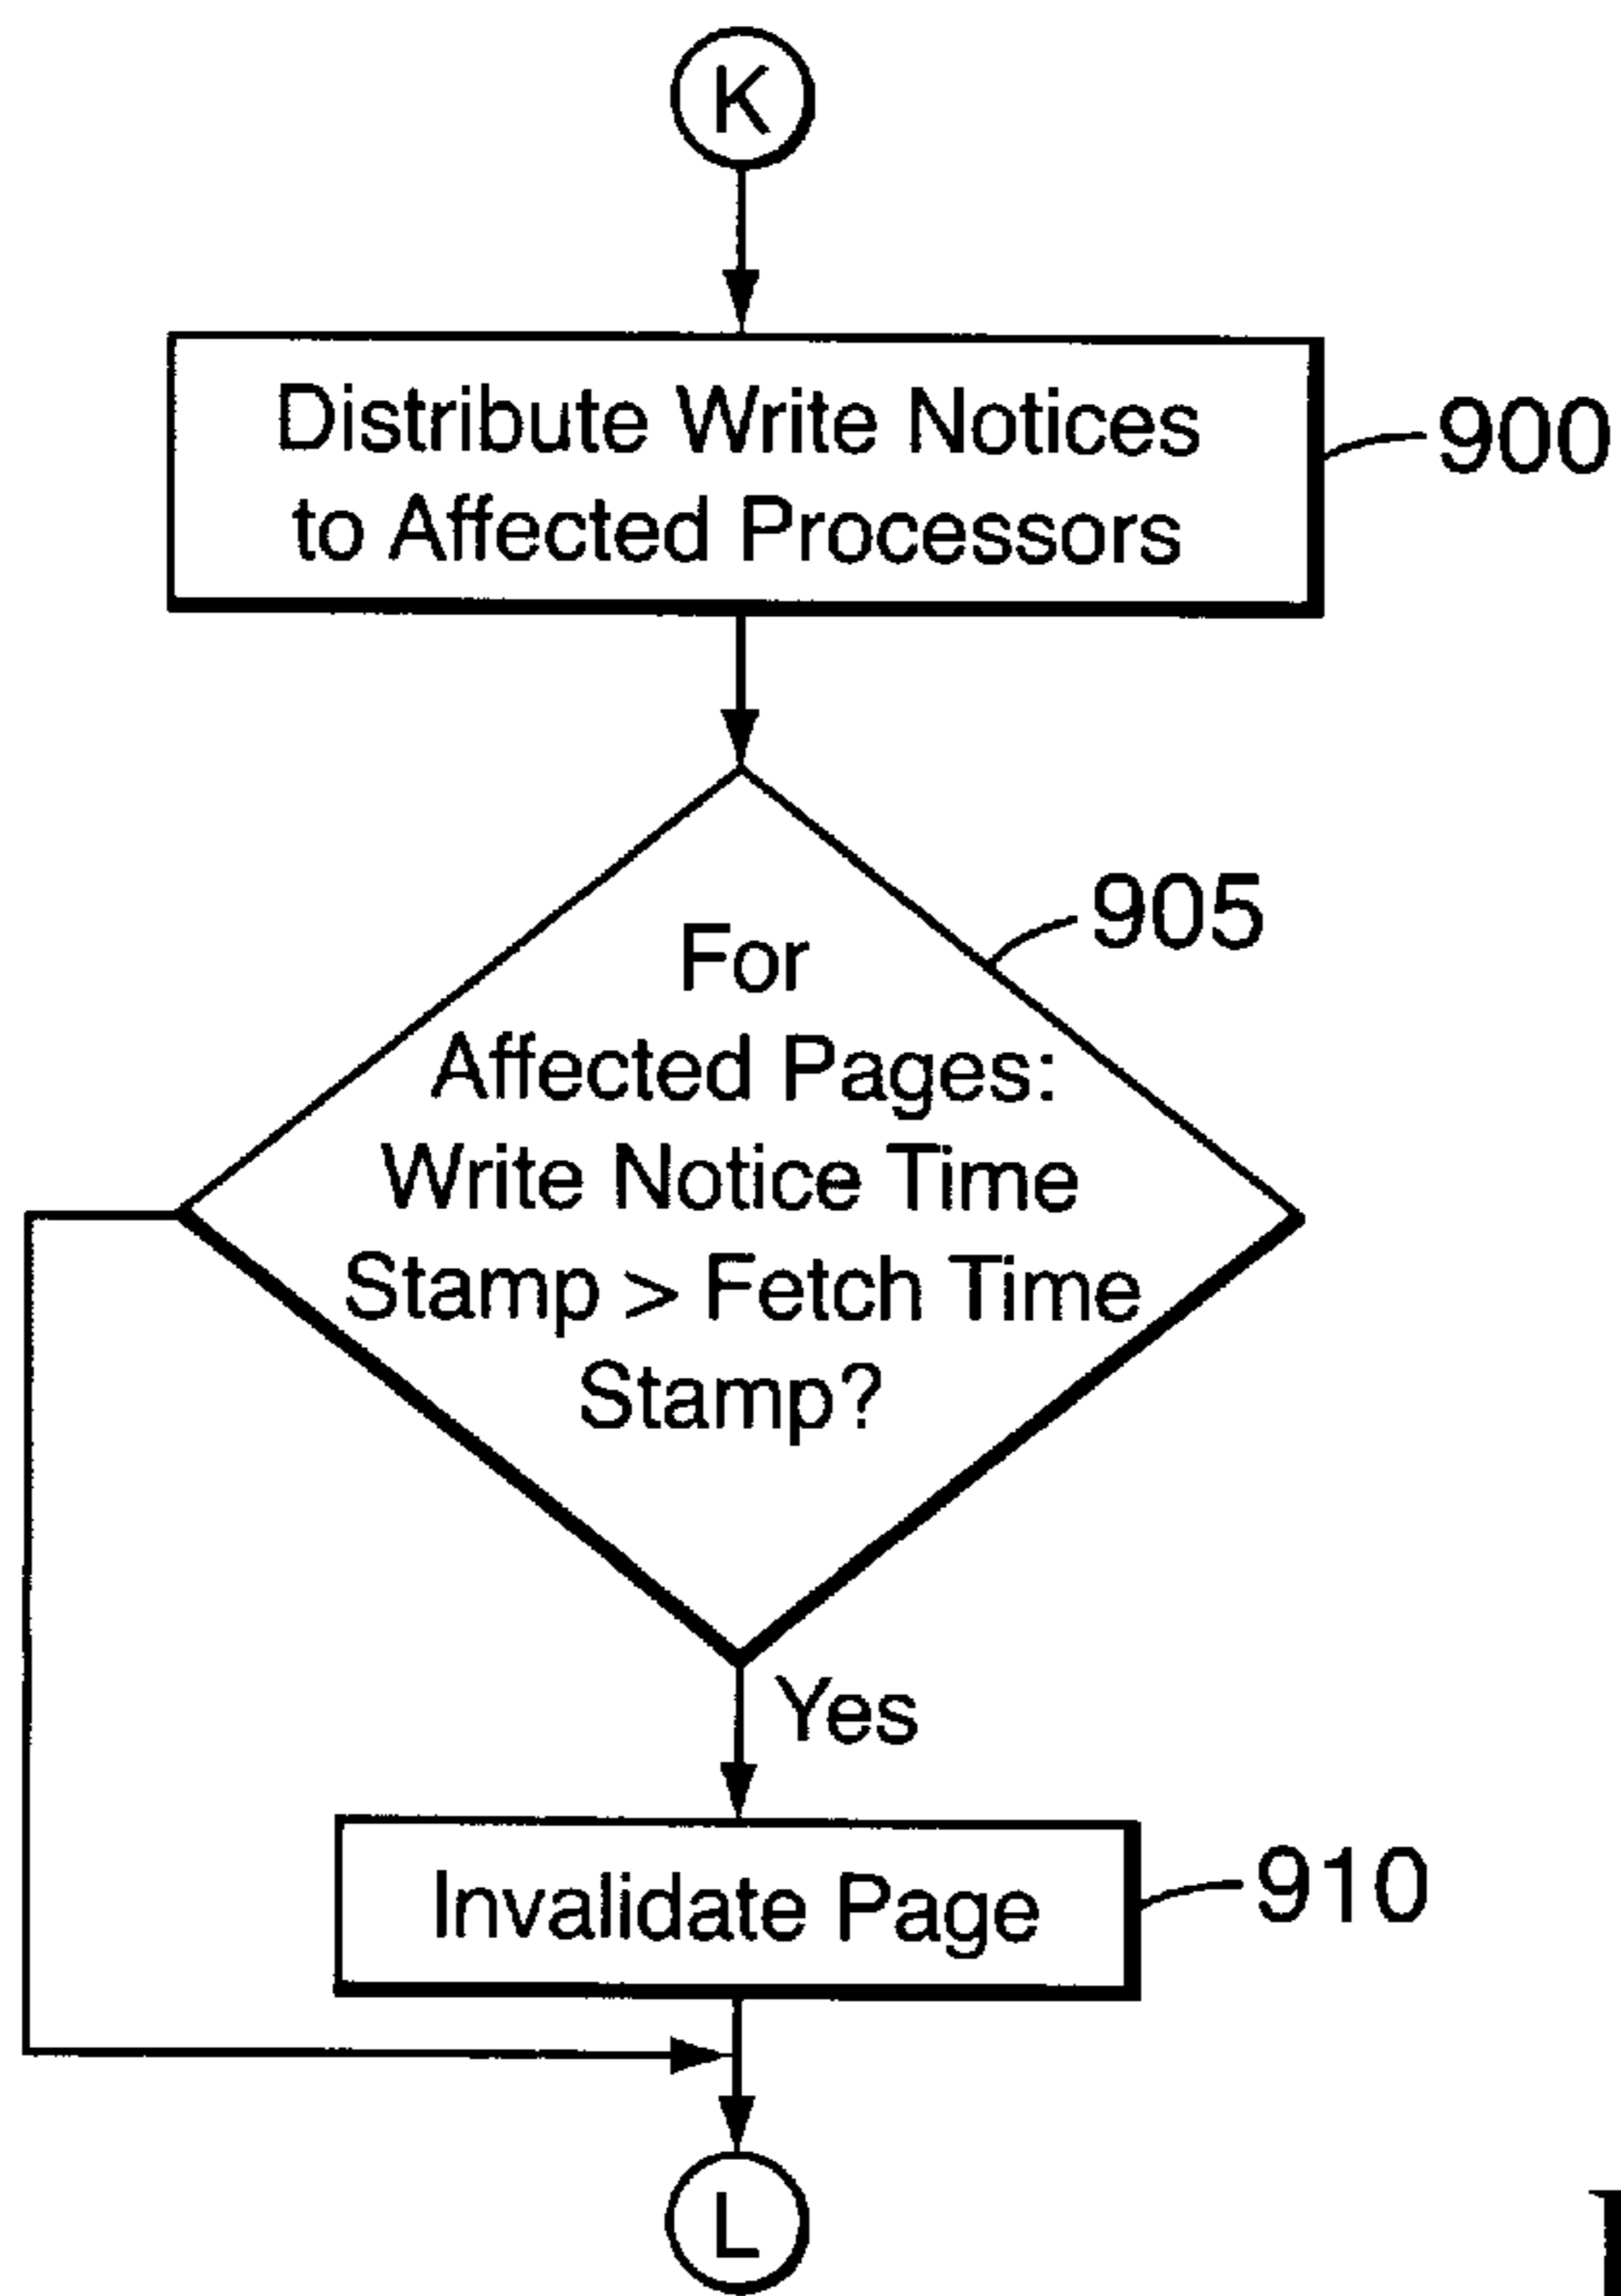 K
Distribute Write Notices
to Affected Processors
900
905
For
Affected Pages:
Write Notice Time
Stamp > Fetch Time
Stamp?
Yes
Invalidate Page
910
L